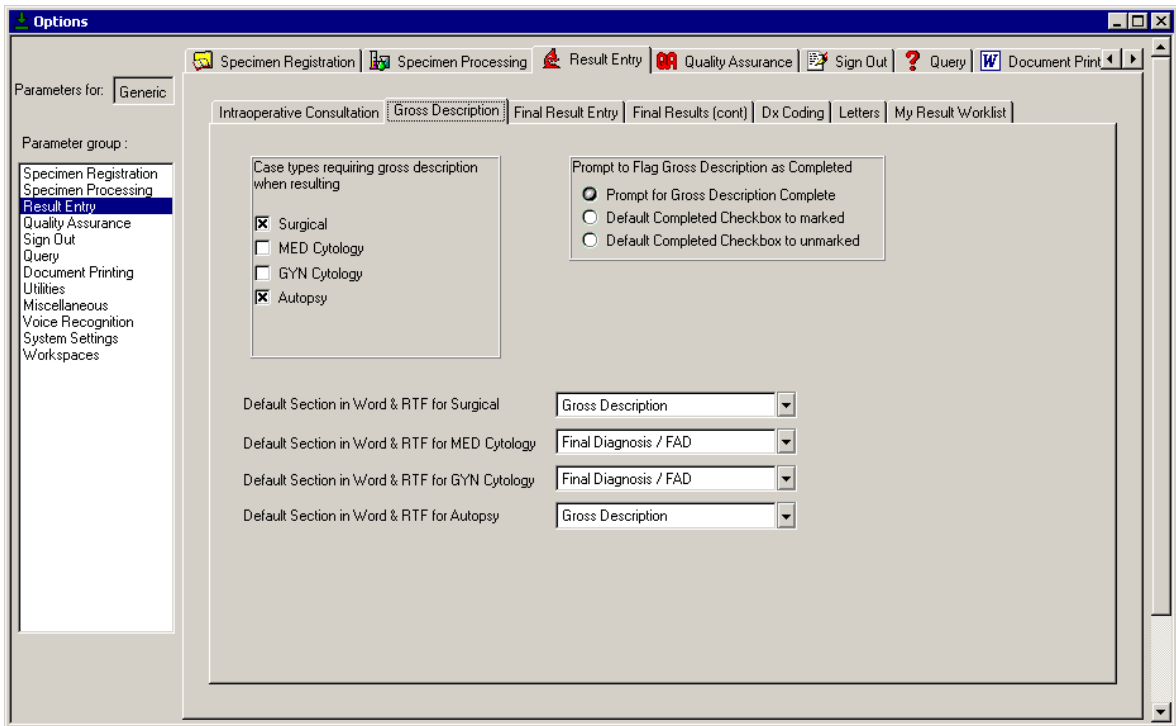 Options
Specimen Registration
Specimen Processing
Result Entry
QA Quality Assurance
Sign Out
? Query
W Document Print
Parameters for: Generic
Parameter group :
Specimen Registration
Specimen Processing
Result Entry
Quality Assurance
Sign Out
Query
Document Printing
Utilities
Miscellaneous
Voice Recognition
System Settings
Workspaces
Intraoperative Consultation
Gross Description
Final Result Entry
Final Results (cont)
Dx Coding
Letters
My Result Worklist
Case types requiring gross description
when resulting
Surgical
MED Cytology
GYN Cytology
Autopsy
Prompt to Flag Gross Description as Completed
Prompt for Gross Description Complete
Default Completed Checkbox to marked
Default Completed Checkbox to unmarked
Default Section in Word & RTF for Surgical Gross Description
Default Section in Word & RTF for MED Cytology Final Diagnosis / FAD
Default Section in Word & RTF for GYN Cytology Final Diagnosis / FAD
Default Section in Word & RTF for Autopsy Gross Description